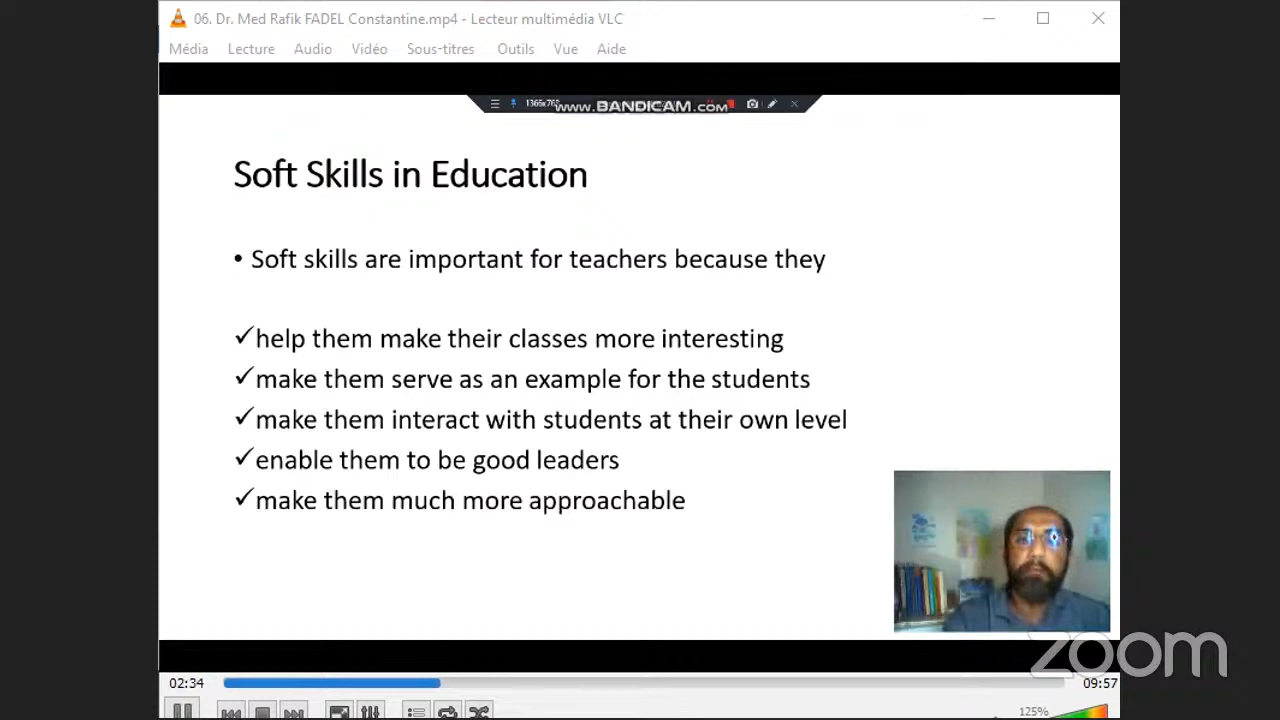 06. Dr. Med Rafik FADEL Constantine.mp4 - Lecteur multimédia VLC
Média Lecture Audio Vidéo Sous-titres Outils Vue Aide
1366x768
www.BANDICAM.com
Soft Skills in Education
• Soft skills are important for teachers because they
✓help them make their classes more interesting
✓make them serve as an example for the students
✓make them interact with students at their own level
✓enable them to be good leaders
✓make them much more approachable
zoom
02:34 09:57
125%